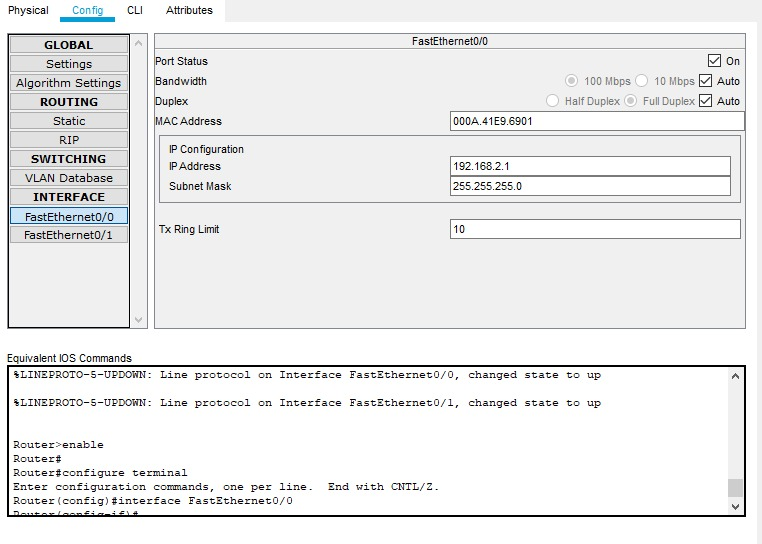 Physical Config CLI Attributes
GLOBAL
Settings
Algorithm Settings
ROUTING
Static
RIP
SWITCHING
VLAN Database
INTERFACE
FastEthernet0/0
FastEthernet0/1
FastEthernet0/0
Port Status On
Bandwidth 100 Mbps 10 Mbps Auto
Duplex Half Duplex Full Duplex Auto
MAC Address 000A.41E9.6901
IP Configuration
IP Address 192.168.2.1
Subnet Mask 255.255.255.0
Tx Ring Limit 10
Equivalent IOS Commands
%LINEPROTO-5-UPDOWN: Line protocol on Interface FastEthernet0/0, changed state to up
%LINEPROTO-5-UPDOWN: Line protocol on Interface FastEthernet0/1, changed state to up
Router>enable
Router#
Router#configure terminal
Enter configuration commands, one per line. End with CNTL/Z.
Router(config)#interface FastEthernet0/0
Router(config-if)#